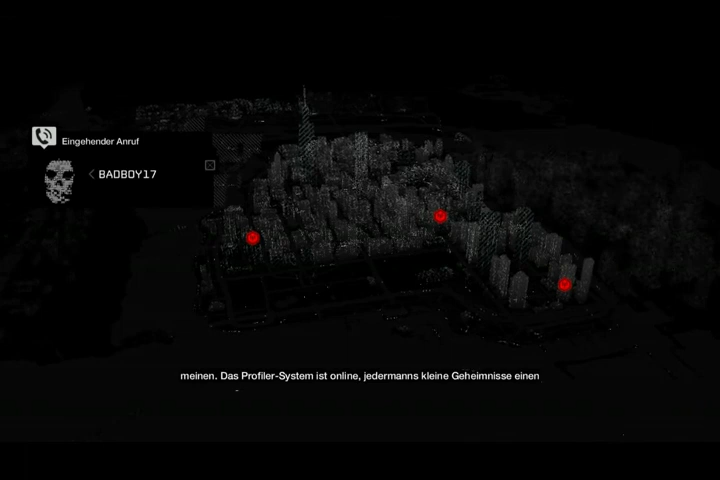 Eingehender Anruf
BADBOY17
meinen. Das Profiler-System ist online, jedermanns kleine Geheimnisse einen